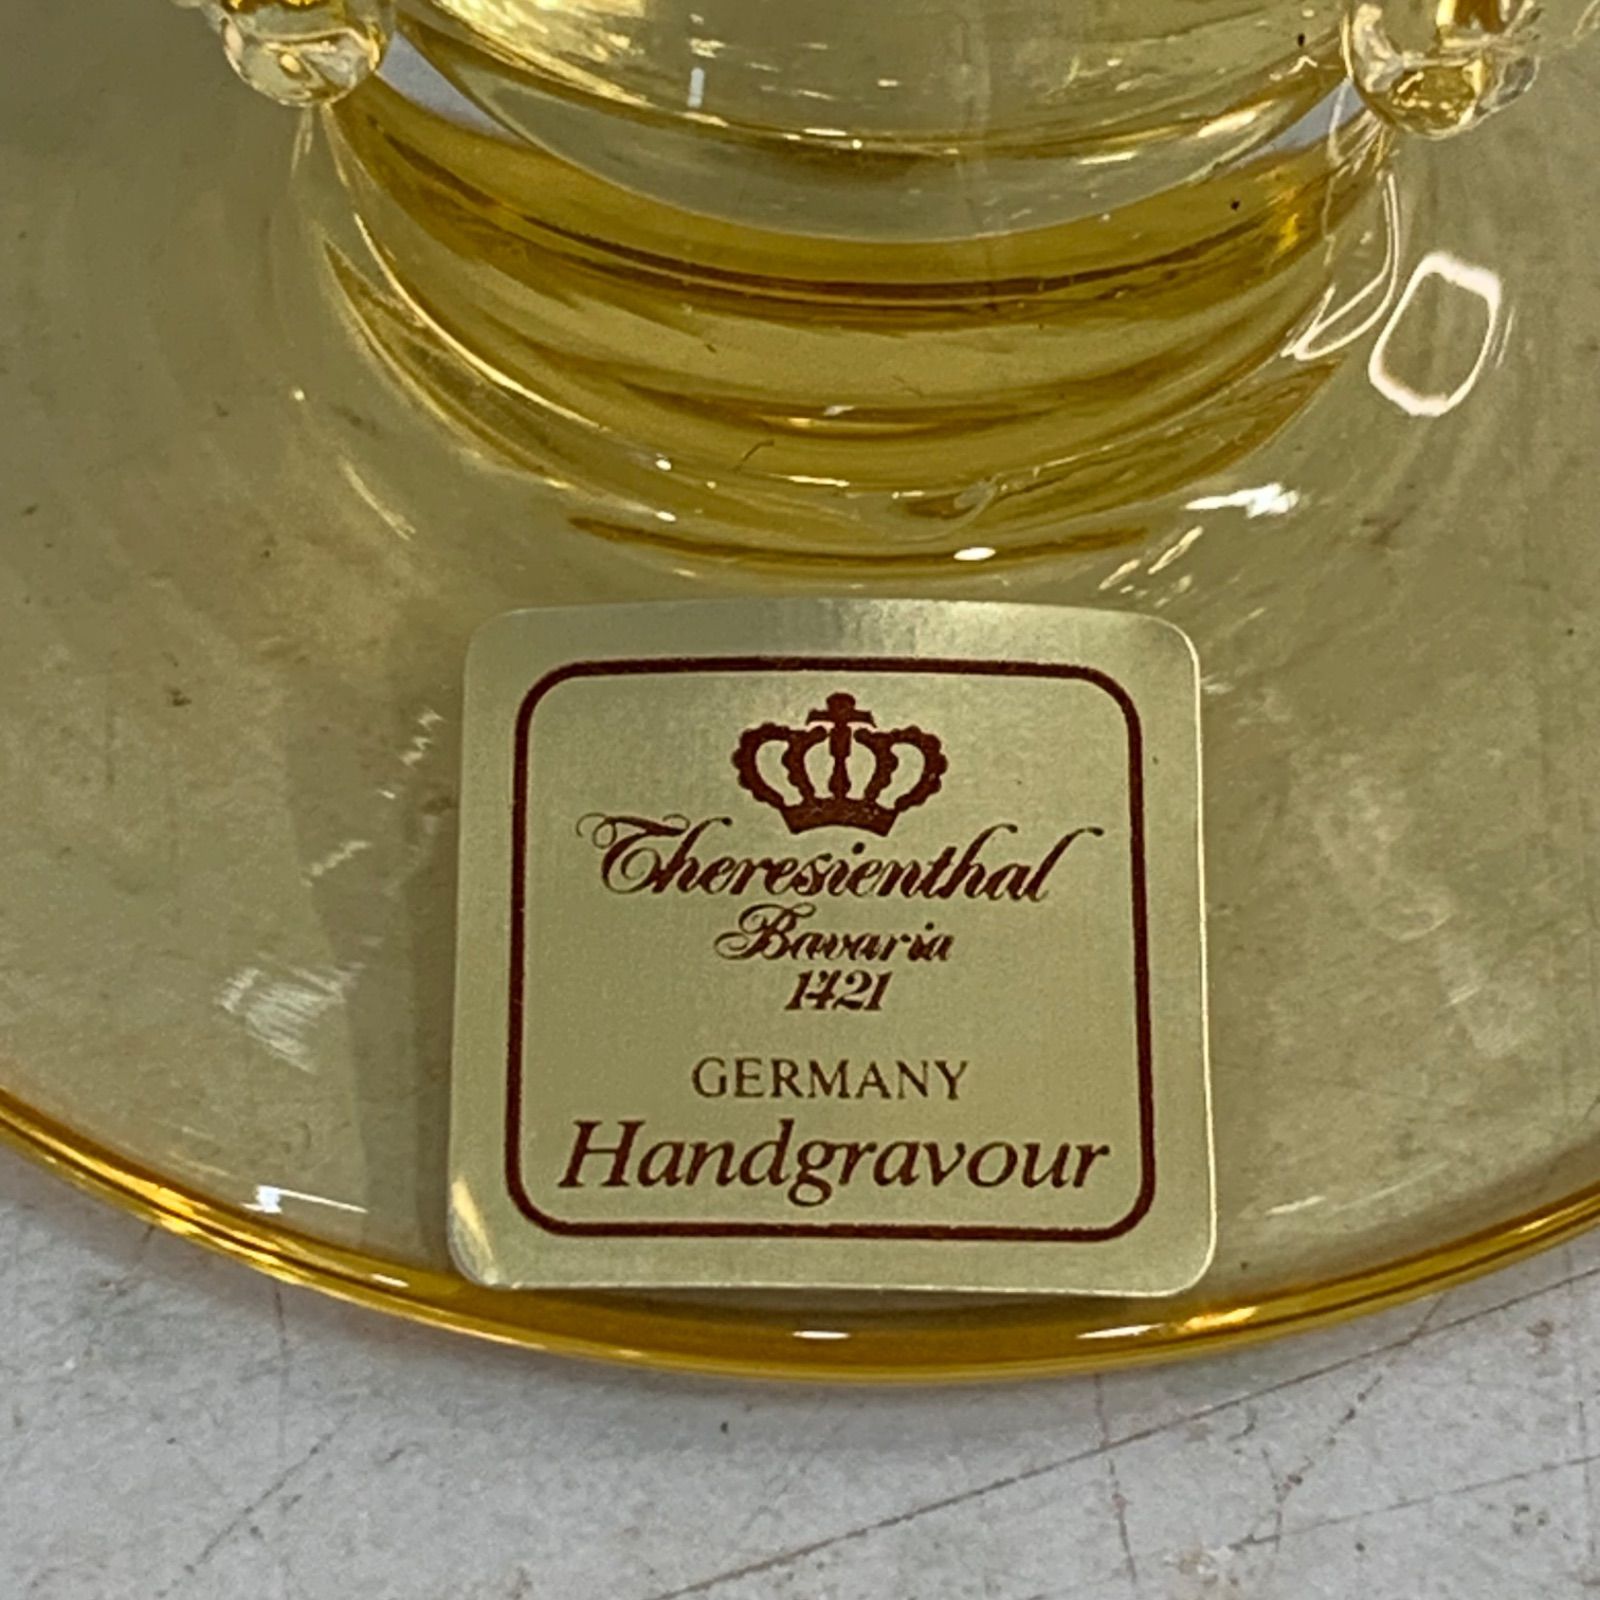 Theresienthal
Bavaria
1421
GERMANY
Handgravour